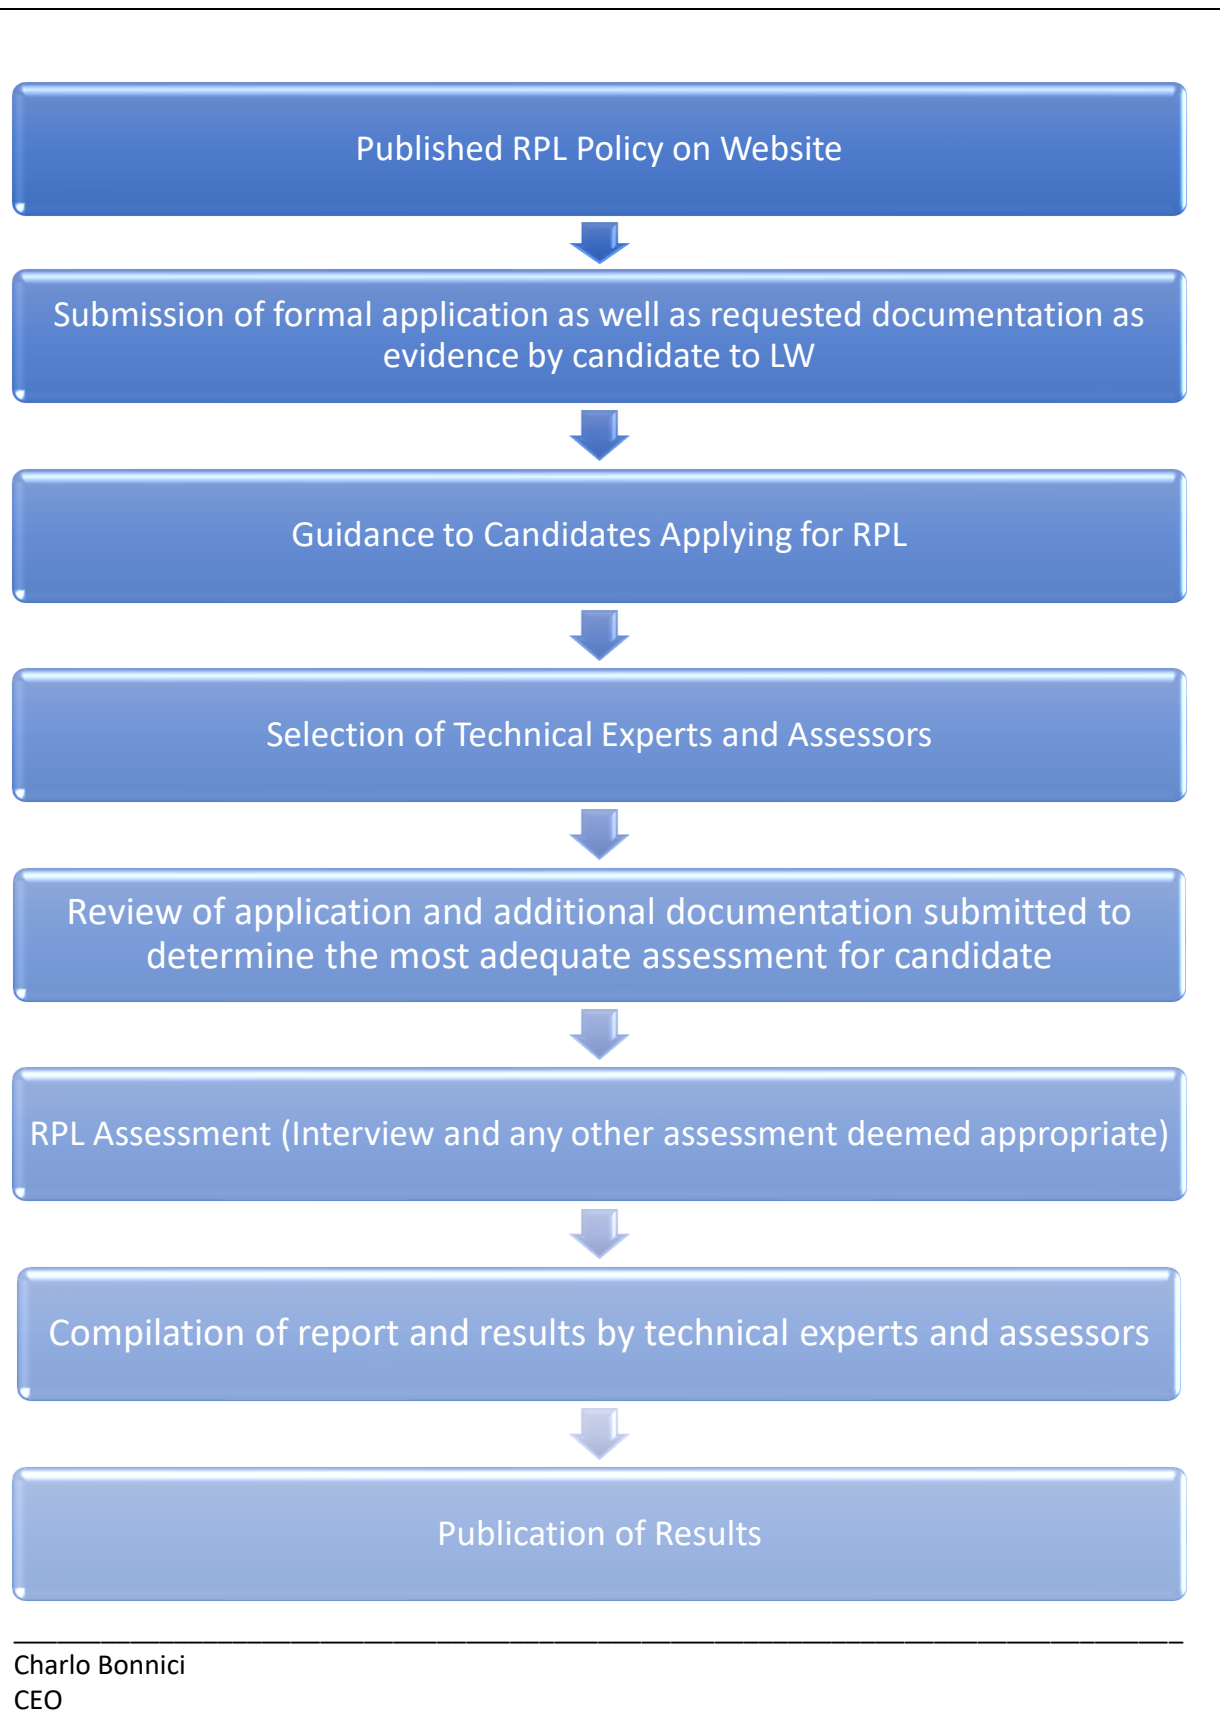 Published RPL Policy on Website
Submission of formal application as well as requested documentation as
evidence by candidate to LW
Guidance to Candidates Applying for RPL
Selection of Technical Experts and Assessors
Review of application and additional documentation submitted to
determine the most adequate assessment for candidate
RPL Assessment (Interview and any other assessment deemed appropriate)
Compilation of report and results by technical experts and assessors
Publication of Results
Charlo Bonnici
CEO